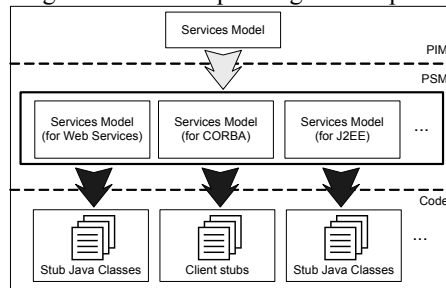 Services Model
PIM
PSM
Services Model
(for Web Services)
Services Model
(for CORBA)
Services Model
(for J2EE)
...
Code
Stub Java Classes
Client stubs
Stub Java Classes
...